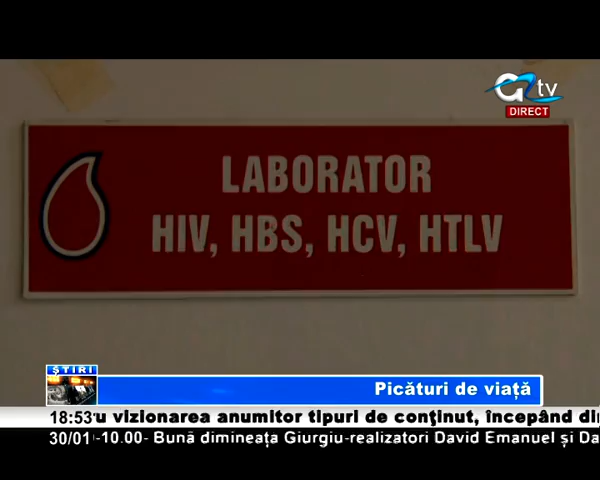 G2tv
DIRECT
LABORATOR
HIV, HBS, HCV, HTLV
ŞTIRI
Picături de viață
18:53 u vizionarea anumitor tipuri de conţinut, începând di
30/01 -10.00- Bună dimineața Giurgiu-realizatori David Emanuel și Da